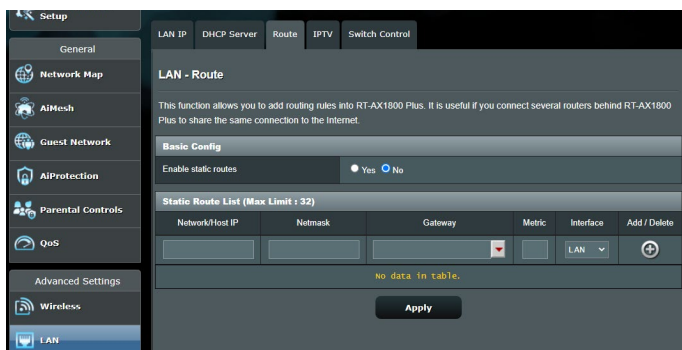 Setup
General
Network Map
AiMesh
Guest Network
AiProtection
Parental Controls
QoS
Advanced Settings
Wireless
LAN
LAN IP DHCP Server Route IPTV Switch Control
LAN - Route
This function allows you to add routing rules into RT-AX1800 Plus. It is useful if you connect several routers behind RT-AX1800
Plus to share the same connection to the Internet.
Basic Config
Enable static routes Yes No
Static Route List (Max Limit : 32)
Network/Host IP Netmask Gateway Metric Interface Add / Delete
LAN
No data in table.
Apply